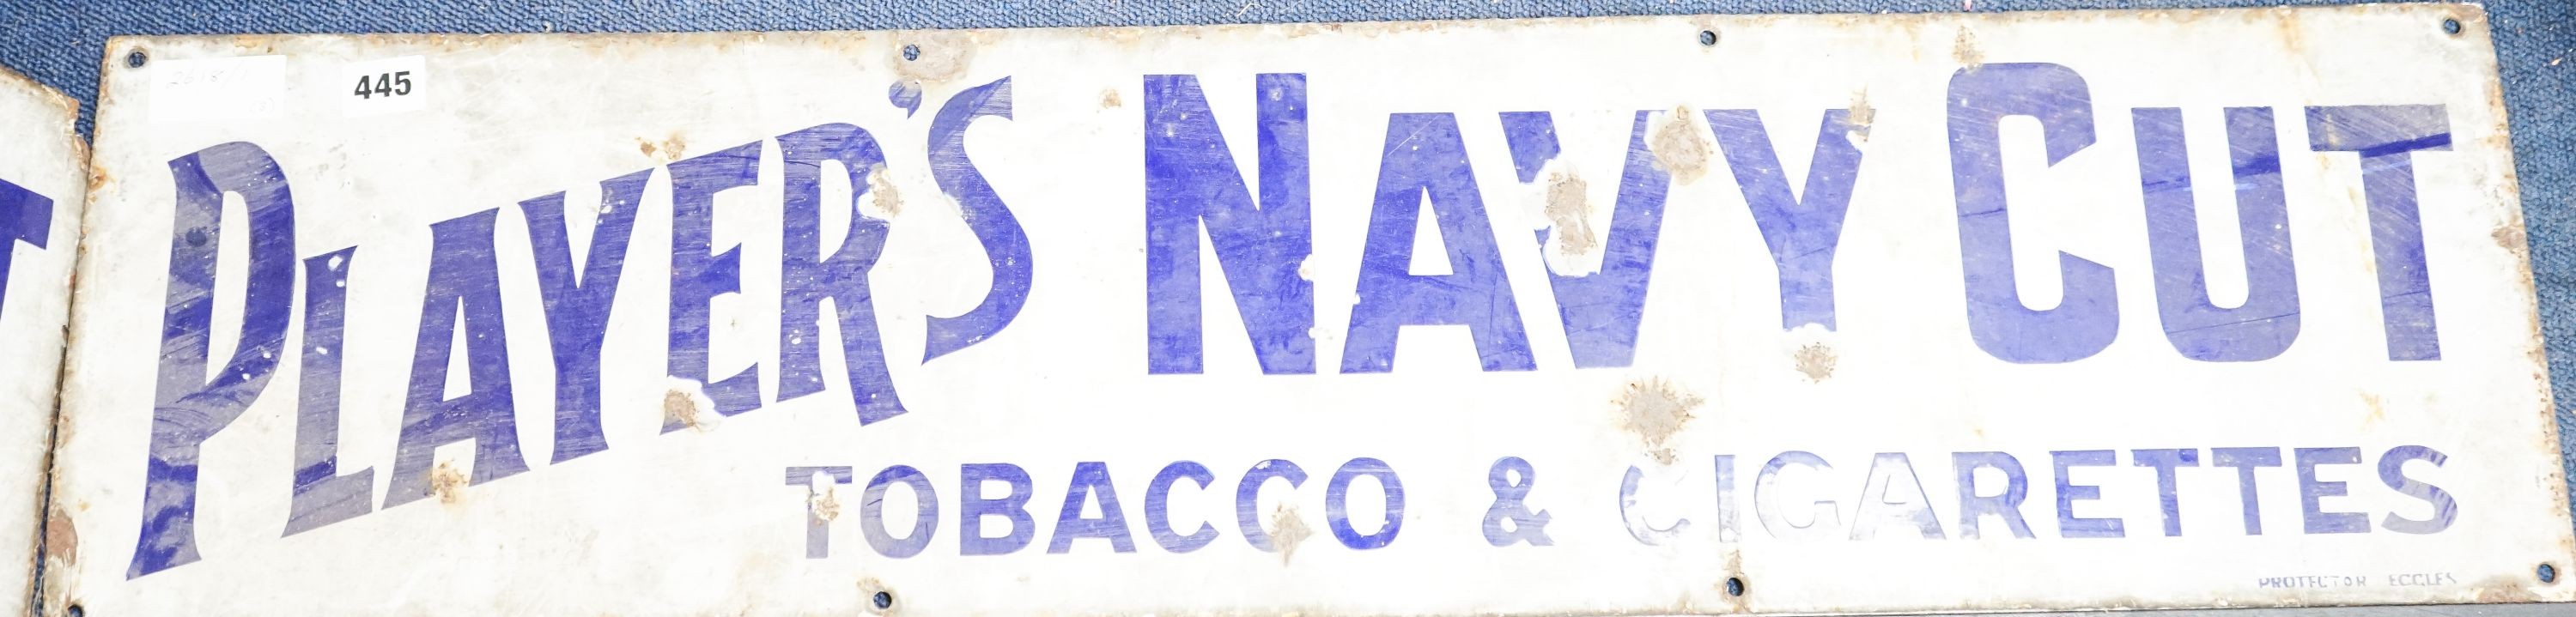 445
PLAYER'S NAVY CUT
TOBACCO & CIGARETTES
PROTECTOR ECCLES